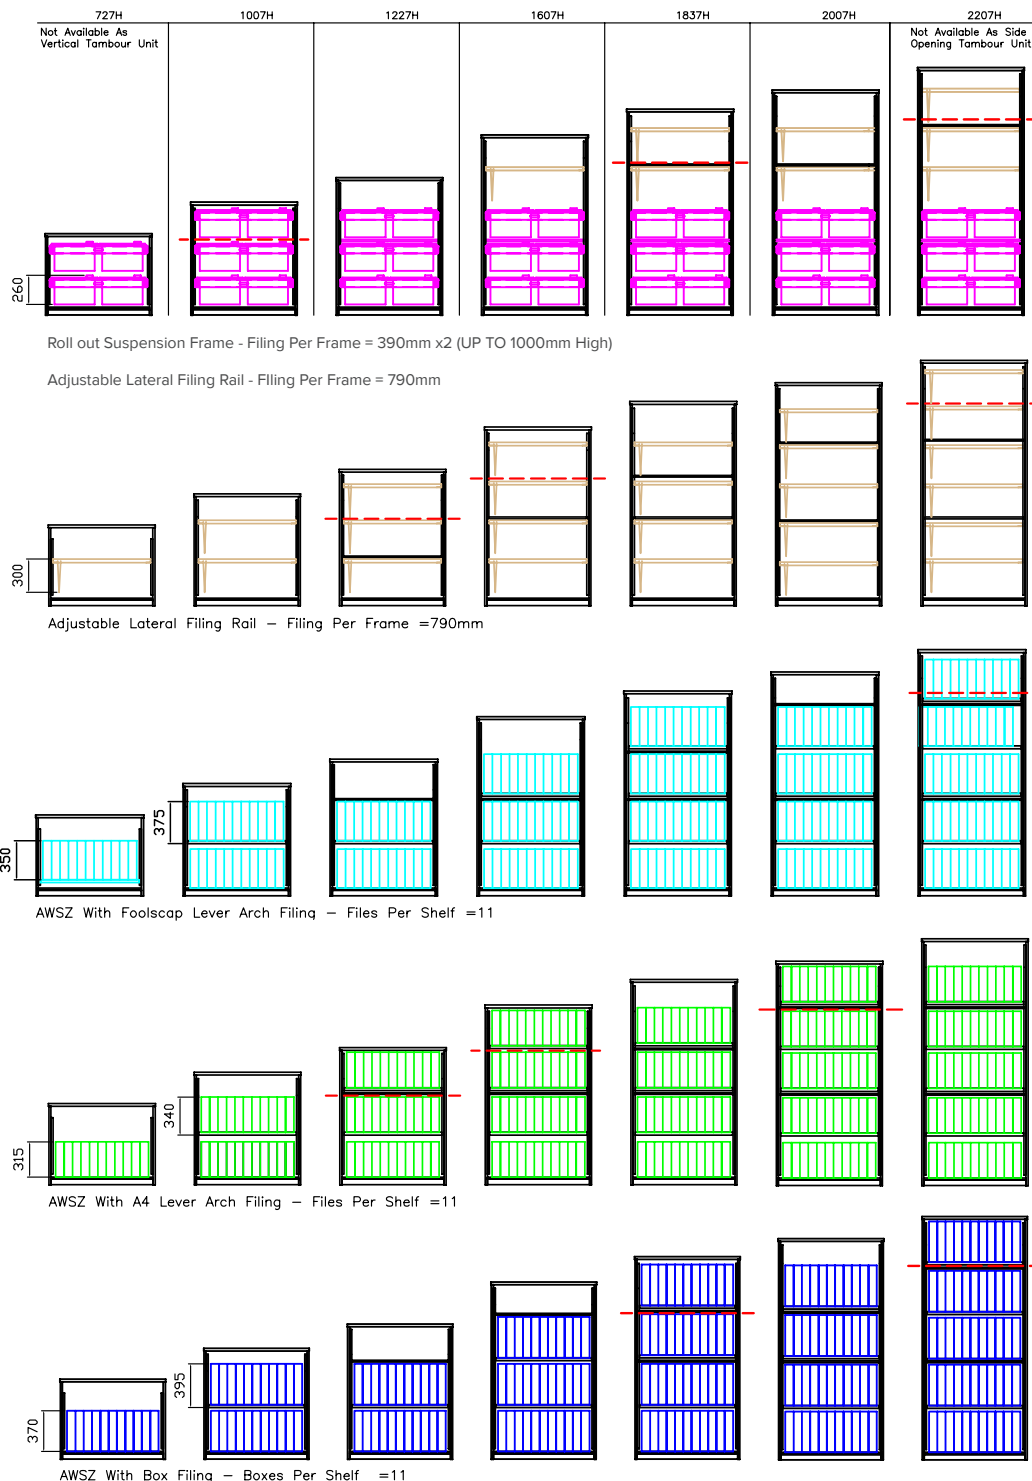 727H 1007H 1227H 1607H 1837H 2007H 2207H
Not Available As
Vertical Tambour Unit
Not Available As Side
Opening Tambour Unit
260
Roll out Suspension Frame - Filing Per Frame = 390mm x2 (UP TO 1000mm High)
Adjustable Lateral Filing Rail - FIling Per Frame = 790mm
300
Adjustable Lateral Filing Rail – Filing Per Frame =790mm
350
375
AWSZ With Foolscap Lever Arch Filing – Files Per Shelf =11
315
340
AWSZ With A4 Lever Arch Filing – Files Per Shelf =11
370
395
AWSZ With Box Filing – Boxes Per Shelf =11